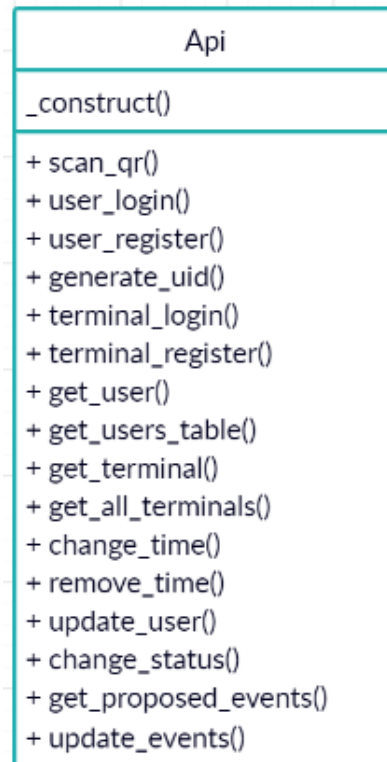 Api
_construct()
+ scan_qr()
+ user_login()
+ user_register()
+ generate_uid()
+ terminal_login()
+ terminal_register()
+ get_user()
+ get_users_table()
+ get_terminal()
+ get_all_terminals()
+ change_time()
+ remove_time()
+ update_user()
+ change_status()
+ get_proposed_events()
+ update_events()